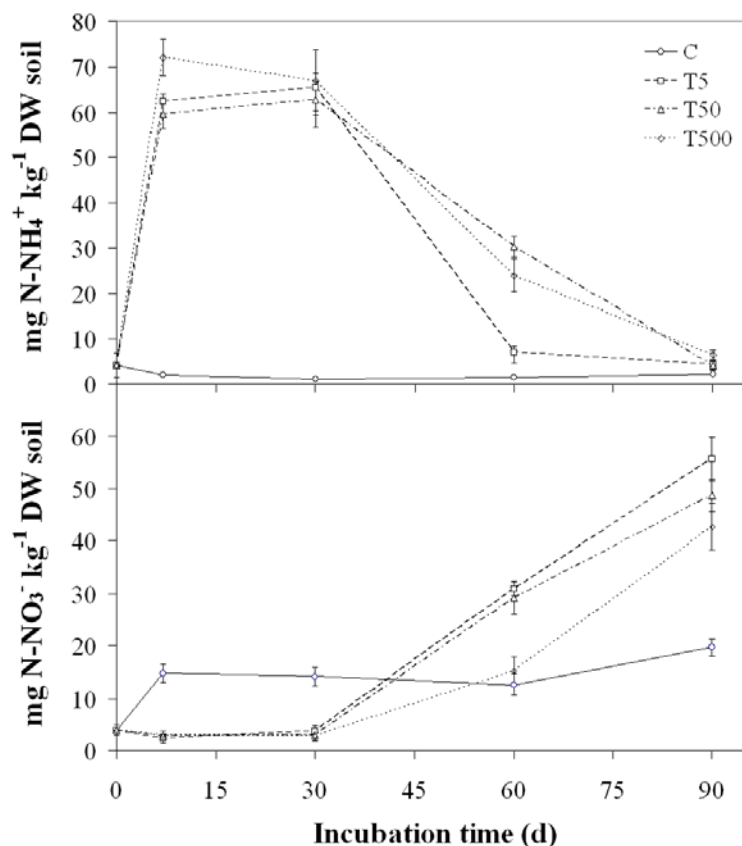 80
70
60
50
40
30
20
10
0
mg N-NH₄⁺ kg⁻¹ DW soil
C
T5
T50
T500
60
50
40
30
20
10
0
mg N-NO₃⁻ kg⁻¹ DW soil
0 15 30 45 60 75 90
Incubation time (d)